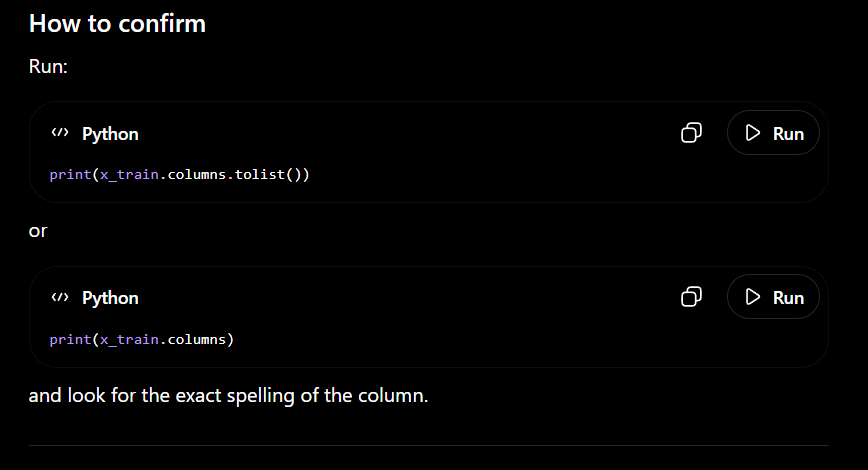 How to confirm
Run:
Python
Run
print(x_train.columns.tolist())
or
Python
Run
print(x_train.columns)
and look for the exact spelling of the column.